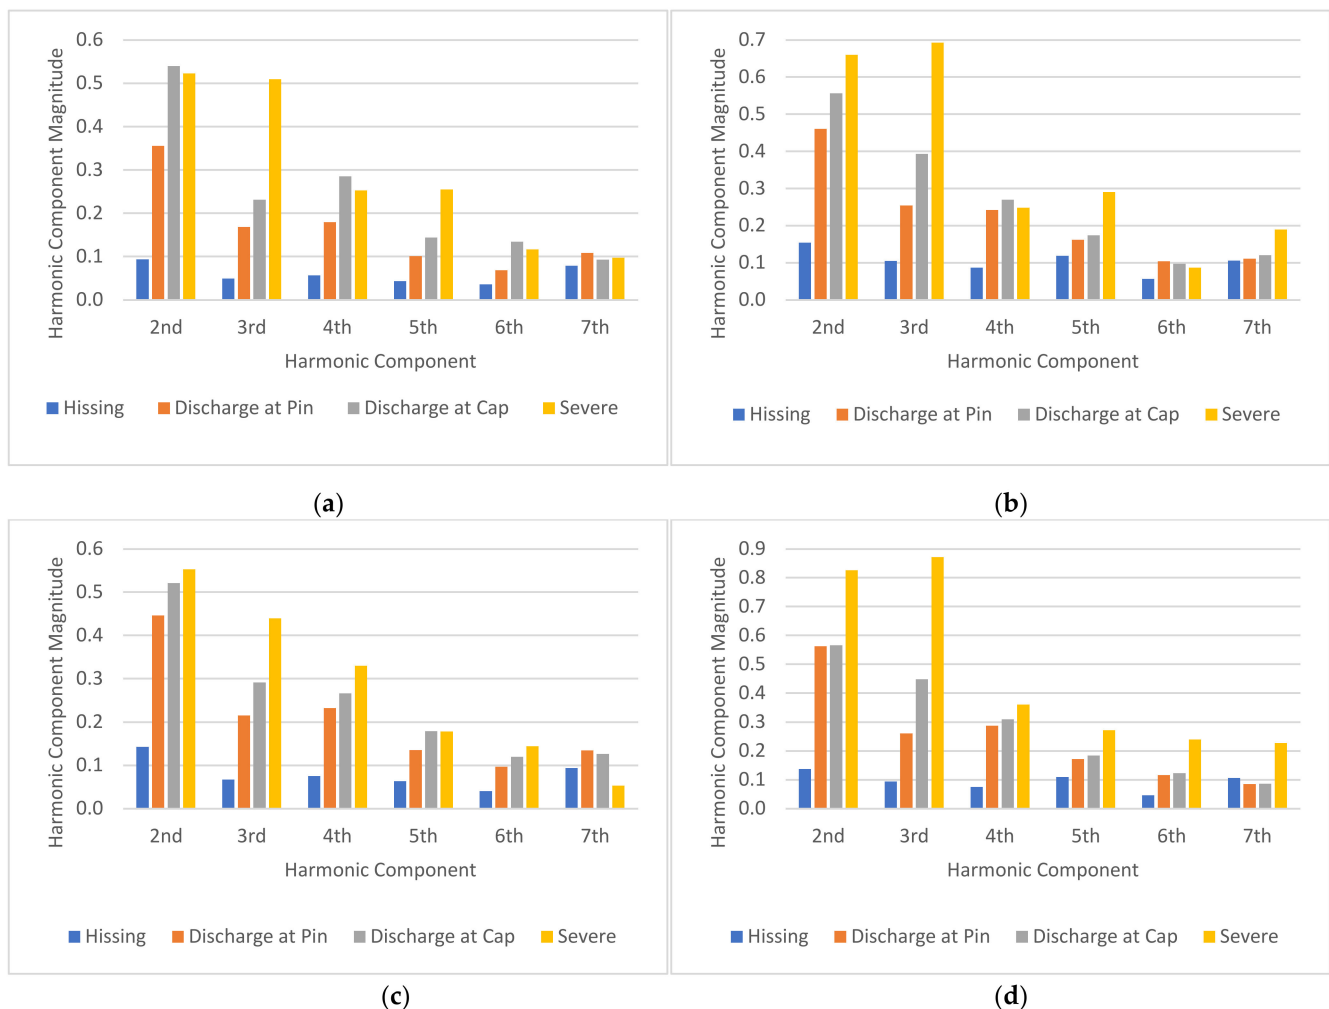 Harmonic Component Magnitude
0.6
0.5
0.4
0.3
0.2
0.1
0.0
2nd 3rd 4th 5th 6th 7th
Harmonic Component
Hissing Discharge at Pin Discharge at Cap Severe
(a)
Harmonic Component Magnitude
0.7
0.6
0.5
0.4
0.3
0.2
0.1
0.0
2nd 3rd 4th 5th 6th 7th
Harmonic Component
Hissing Discharge at Pin Discharge at Cap Severe
(b)
Harmonic Component Magnitude
0.6
0.5
0.4
0.3
0.2
0.1
0.0
2nd 3rd 4th 5th 6th 7th
Harmonic Component
Hissing Discharge at Pin Discharge at Cap Severe
(c)
Harmonic Component Magnitude
0.9
0.8
0.7
0.6
0.5
0.4
0.3
0.2
0.1
0.0
2nd 3rd 4th 5th 6th 7th
Harmonic Component
Hissing Discharge at Pin Discharge at Cap Severe
(d)